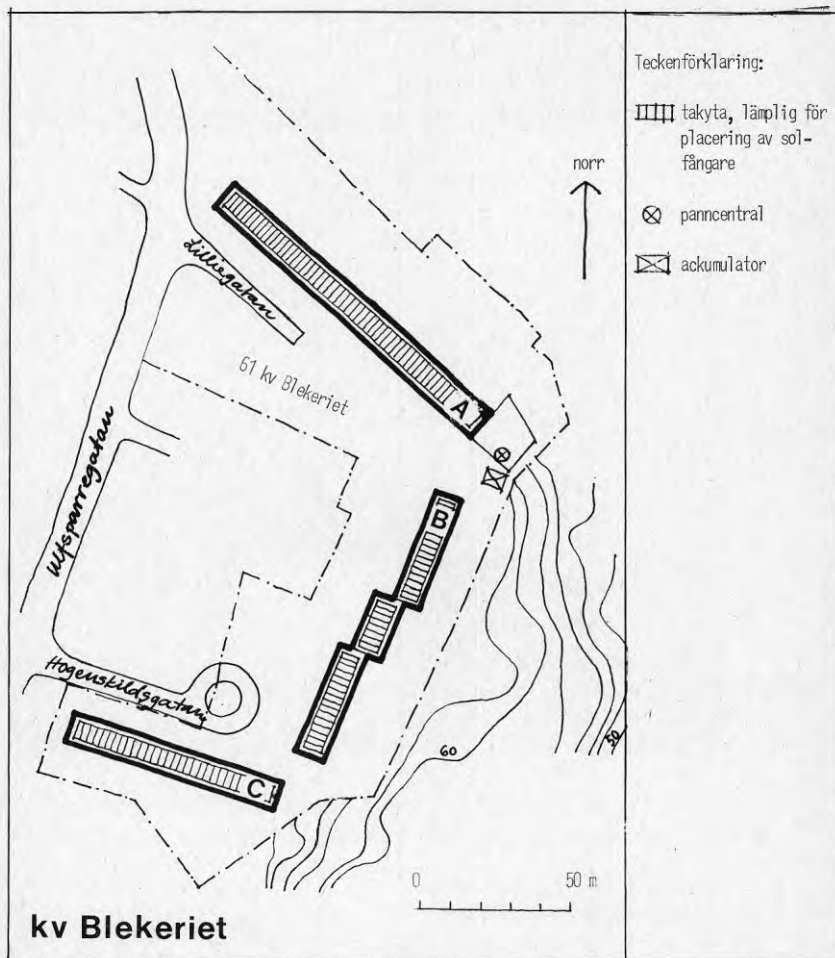 Teckenförklaring:
takyta, lämplig för
placering av sol-
fångare
panncentral
ackumulator
norr
Lilliegatan
61 kv Blekeriet
A
Ulfsparregatan
B
Hogenskildsgatan
C
60
50
0 50 m
kv Blekeriet